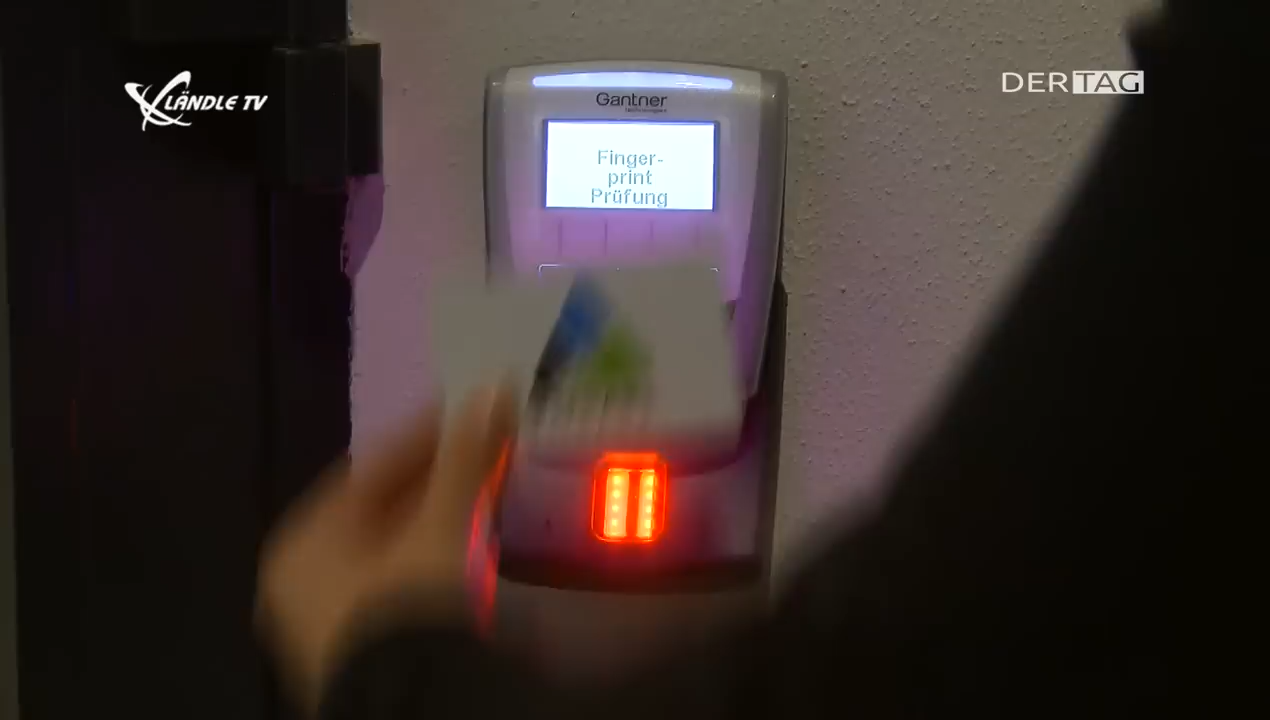 LÄNDLE TV
DERTAG
Gantner
Finger-
print
Prüfung